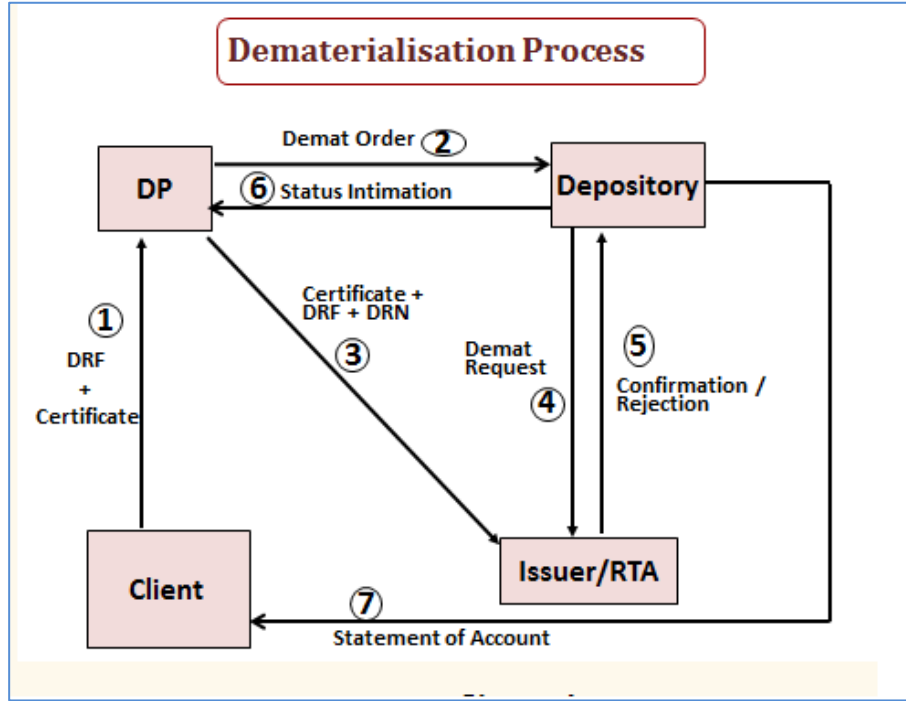 Dematerialisation Process
Demat Order 2
DP
6 Status Intimation
Depository
1
DRF
+
Certificate
Certificate +
DRF + DRN
3
Demat
Request
4
5
Confirmation /
Rejection
Client
Issuer/RTA
7
Statement of Account